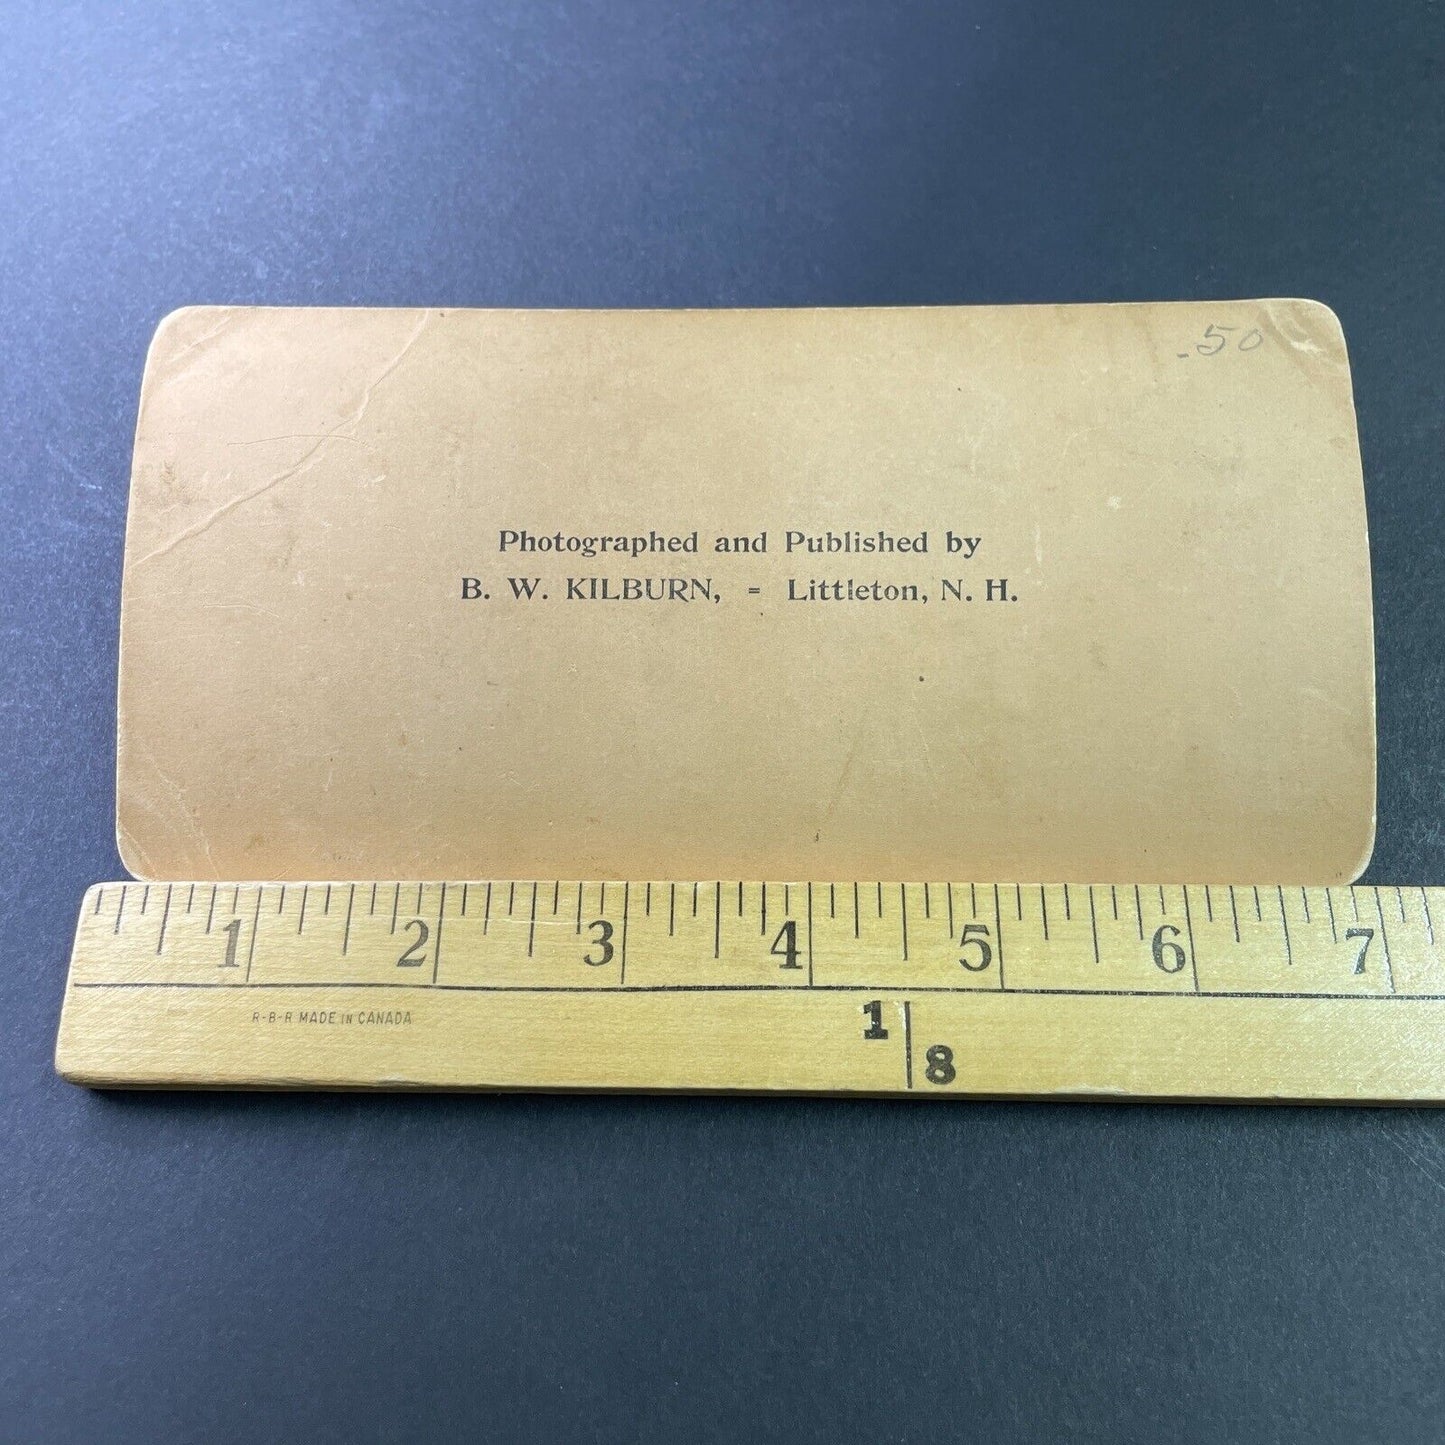 .50
Photographed and Published by
B. W. KILBURN, = Littleton, N. H.
1 2 3 4 5 6 7
R-B-R MADE IN CANADA
1
8